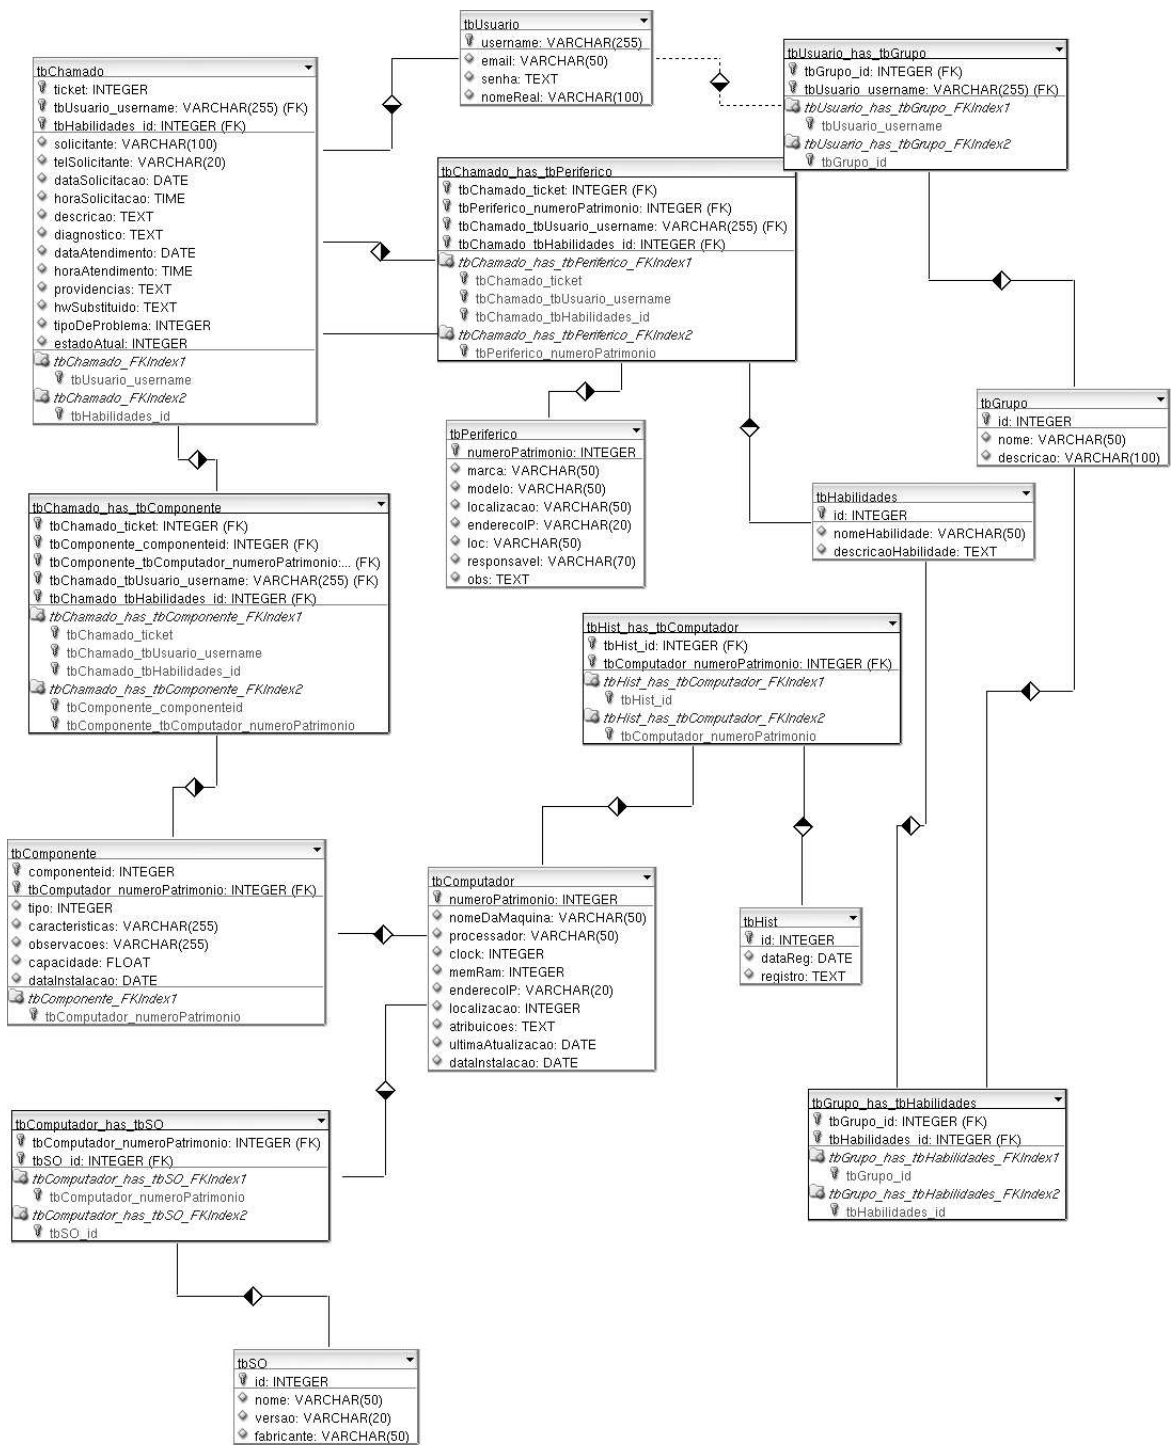 tbUsuario
username: VARCHAR(255)
email: VARCHAR(50)
senha: TEXT
nomeReal: VARCHAR(100)
tbUsuario_has_tbGrupo
tbGrupo_id: INTEGER (FK)
tbUsuario_username: VARCHAR(255) (FK)
tbUsuario_has_tbGrupo_FKIndex1
tbUsuario_username
tbUsuario_has_tbGrupo_FKIndex2
tbGrupo_id
tbChamado
ticket: INTEGER
tbUsuario_username: VARCHAR(255) (FK)
tbHabilidades_id: INTEGER (FK)
solicitante: VARCHAR(100)
telSolicitante: VARCHAR(20)
dataSolicitacao: DATE
horaSolicitacao: TIME
descricao: TEXT
diagnostico: TEXT
dataAtendimento: DATE
horaAtendimento: TIME
providencias: TEXT
hwSubstituido: TEXT
tipoDeProblema: INTEGER
estadoAtual: INTEGER
tbChamado_FKIndex1
tbUsuario_username
tbChamado_FKIndex2
tbHabilidades_id
tbChamado_has_tbPeriferico
tbChamado_ticket: INTEGER (FK)
tbPeriferico_numeroPatrimonio: INTEGER (FK)
tbChamado_tbUsuario_username: VARCHAR(255) (FK)
tbChamado_tbHabilidades_id: INTEGER (FK)
tbChamado_has_tbPeriferico_FKIndex1
tbChamado_ticket
tbChamado_tbUsuario_username
tbChamado_tbHabilidades_id
tbChamado_has_tbPeriferico_FKIndex2
tbPeriferico_numeroPatrimonio
tbGrupo
id: INTEGER
nome: VARCHAR(50)
descricao: VARCHAR(100)
tbPeriferico
numeroPatrimonio: INTEGER
marca: VARCHAR(50)
modelo: VARCHAR(50)
localizacao: VARCHAR(50)
enderecoIP: VARCHAR(20)
loc: VARCHAR(50)
responsavel: VARCHAR(70)
obs: TEXT
tbHabilidades
id: INTEGER
nomeHabilidade: VARCHAR(50)
descricaoHabilidade: TEXT
tbChamado_has_tbComponente
tbChamado_ticket: INTEGER (FK)
tbComponente_componenteid: INTEGER (FK)
tbComponente_tbComputador_numeroPatrimonio:... (FK)
tbChamado_tbUsuario_username: VARCHAR(255) (FK)
tbChamado_tbHabilidades_id: INTEGER (FK)
tbChamado_has_tbComponente_FKIndex1
tbChamado_ticket
tbChamado_tbUsuario_username
tbChamado_tbHabilidades_id
tbChamado_has_tbComponente_FKIndex2
tbComponente_componenteid
tbComponente_tbComputador_numeroPatrimonio
tbHist_has_tbComputador
tbHist_id: INTEGER (FK)
tbComputador_numeroPatrimonio: INTEGER (FK)
tbHist_has_tbComputador_FKIndex1
tbHist_id
tbHist_has_tbComputador_FKIndex2
tbComputador_numeroPatrimonio
tbComponente
componenteid: INTEGER
tbComputador_numeroPatrimonio: INTEGER (FK)
tipo: INTEGER
caracteristicas: VARCHAR(255)
observacoes: VARCHAR(255)
capacidade: FLOAT
dataInstalacao: DATE
tbComponente_FKIndex1
tbComputador_numeroPatrimonio
tbComputador
numeroPatrimonio: INTEGER
nomeDaMaquina: VARCHAR(50)
processador: VARCHAR(50)
clock: INTEGER
memRam: INTEGER
enderecoIP: VARCHAR(20)
localizacao: INTEGER
atribuicoes: TEXT
ultimaAtualizacao: DATE
dataInstalacao: DATE
tbHist
id: INTEGER
dataReg: DATE
registro: TEXT
tbGrupo_has_tbHabilidades
tbGrupo_id: INTEGER (FK)
tbHabilidades_id: INTEGER (FK)
tbGrupo_has_tbHabilidades_FKIndex1
tbGrupo_id
tbGrupo_has_tbHabilidades_FKIndex2
tbHabilidades_id
tbComputador_has_tbSO
tbComputador_numeroPatrimonio: INTEGER (FK)
tbSO_id: INTEGER (FK)
tbComputador_has_tbSO_FKIndex1
tbComputador_numeroPatrimonio
tbComputador_has_tbSO_FKIndex2
tbSO_id
tbSO
id: INTEGER
nome: VARCHAR(50)
versao: VARCHAR(20)
fabricante: VARCHAR(50)